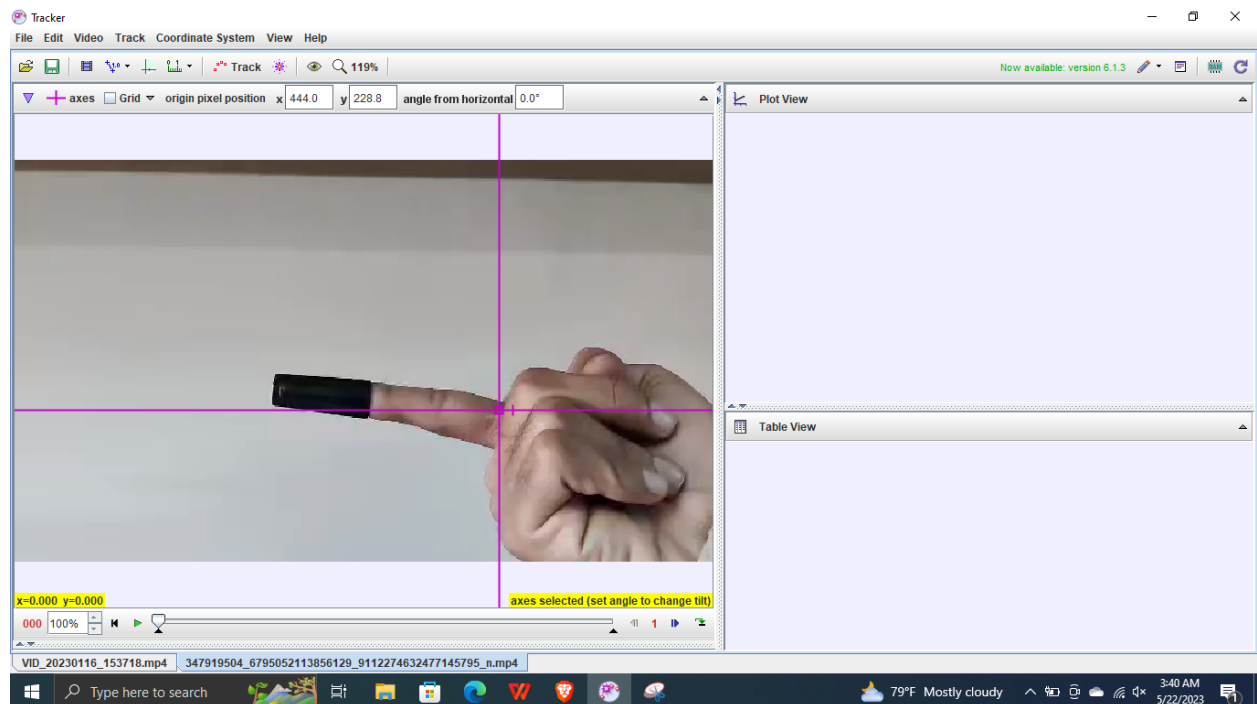 Tracker
File Edit Video Track Coordinate System View Help
Track 119% Now available: version 6.1.3
axes Grid origin pixel position x 444.0 y 228.8 angle from horizontal 0.0°
Plot View
Table View
x=0.000 y=0.000 axes selected (set angle to change tilt)
000 100% 1
VID_20230116_153718.mp4 347919504_6795052113856129_9112274632477145795_n.mp4
Type here to search 79°F Mostly cloudy 3:40 AM
5/22/2023 1